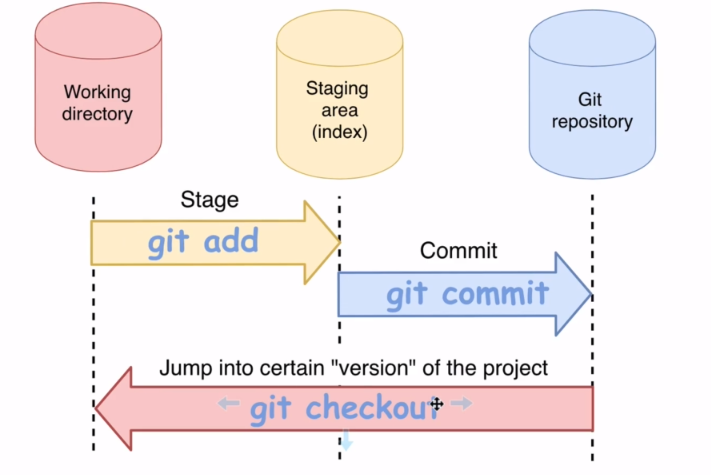 Working
directory
Staging
area
(index)
Git
repository
Stage
git add
Commit
git commit
Jump into certain "version" of the project
git checkout